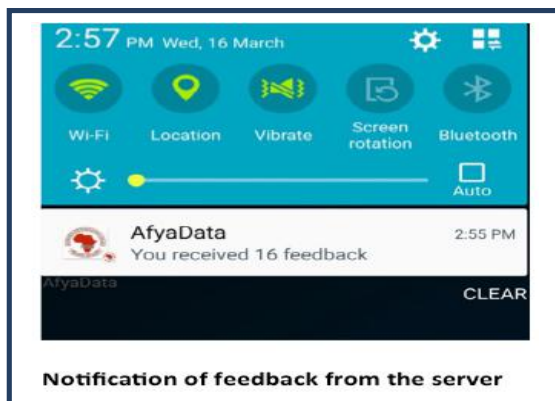 2:57 PM Wed, 16 March
Wi-Fi Location Vibrate Screen rotation Bluetooth
Auto
AfyaData 2:55 PM
You received 16 feedback
AfyaData
CLEAR
Notification of feedback from the server